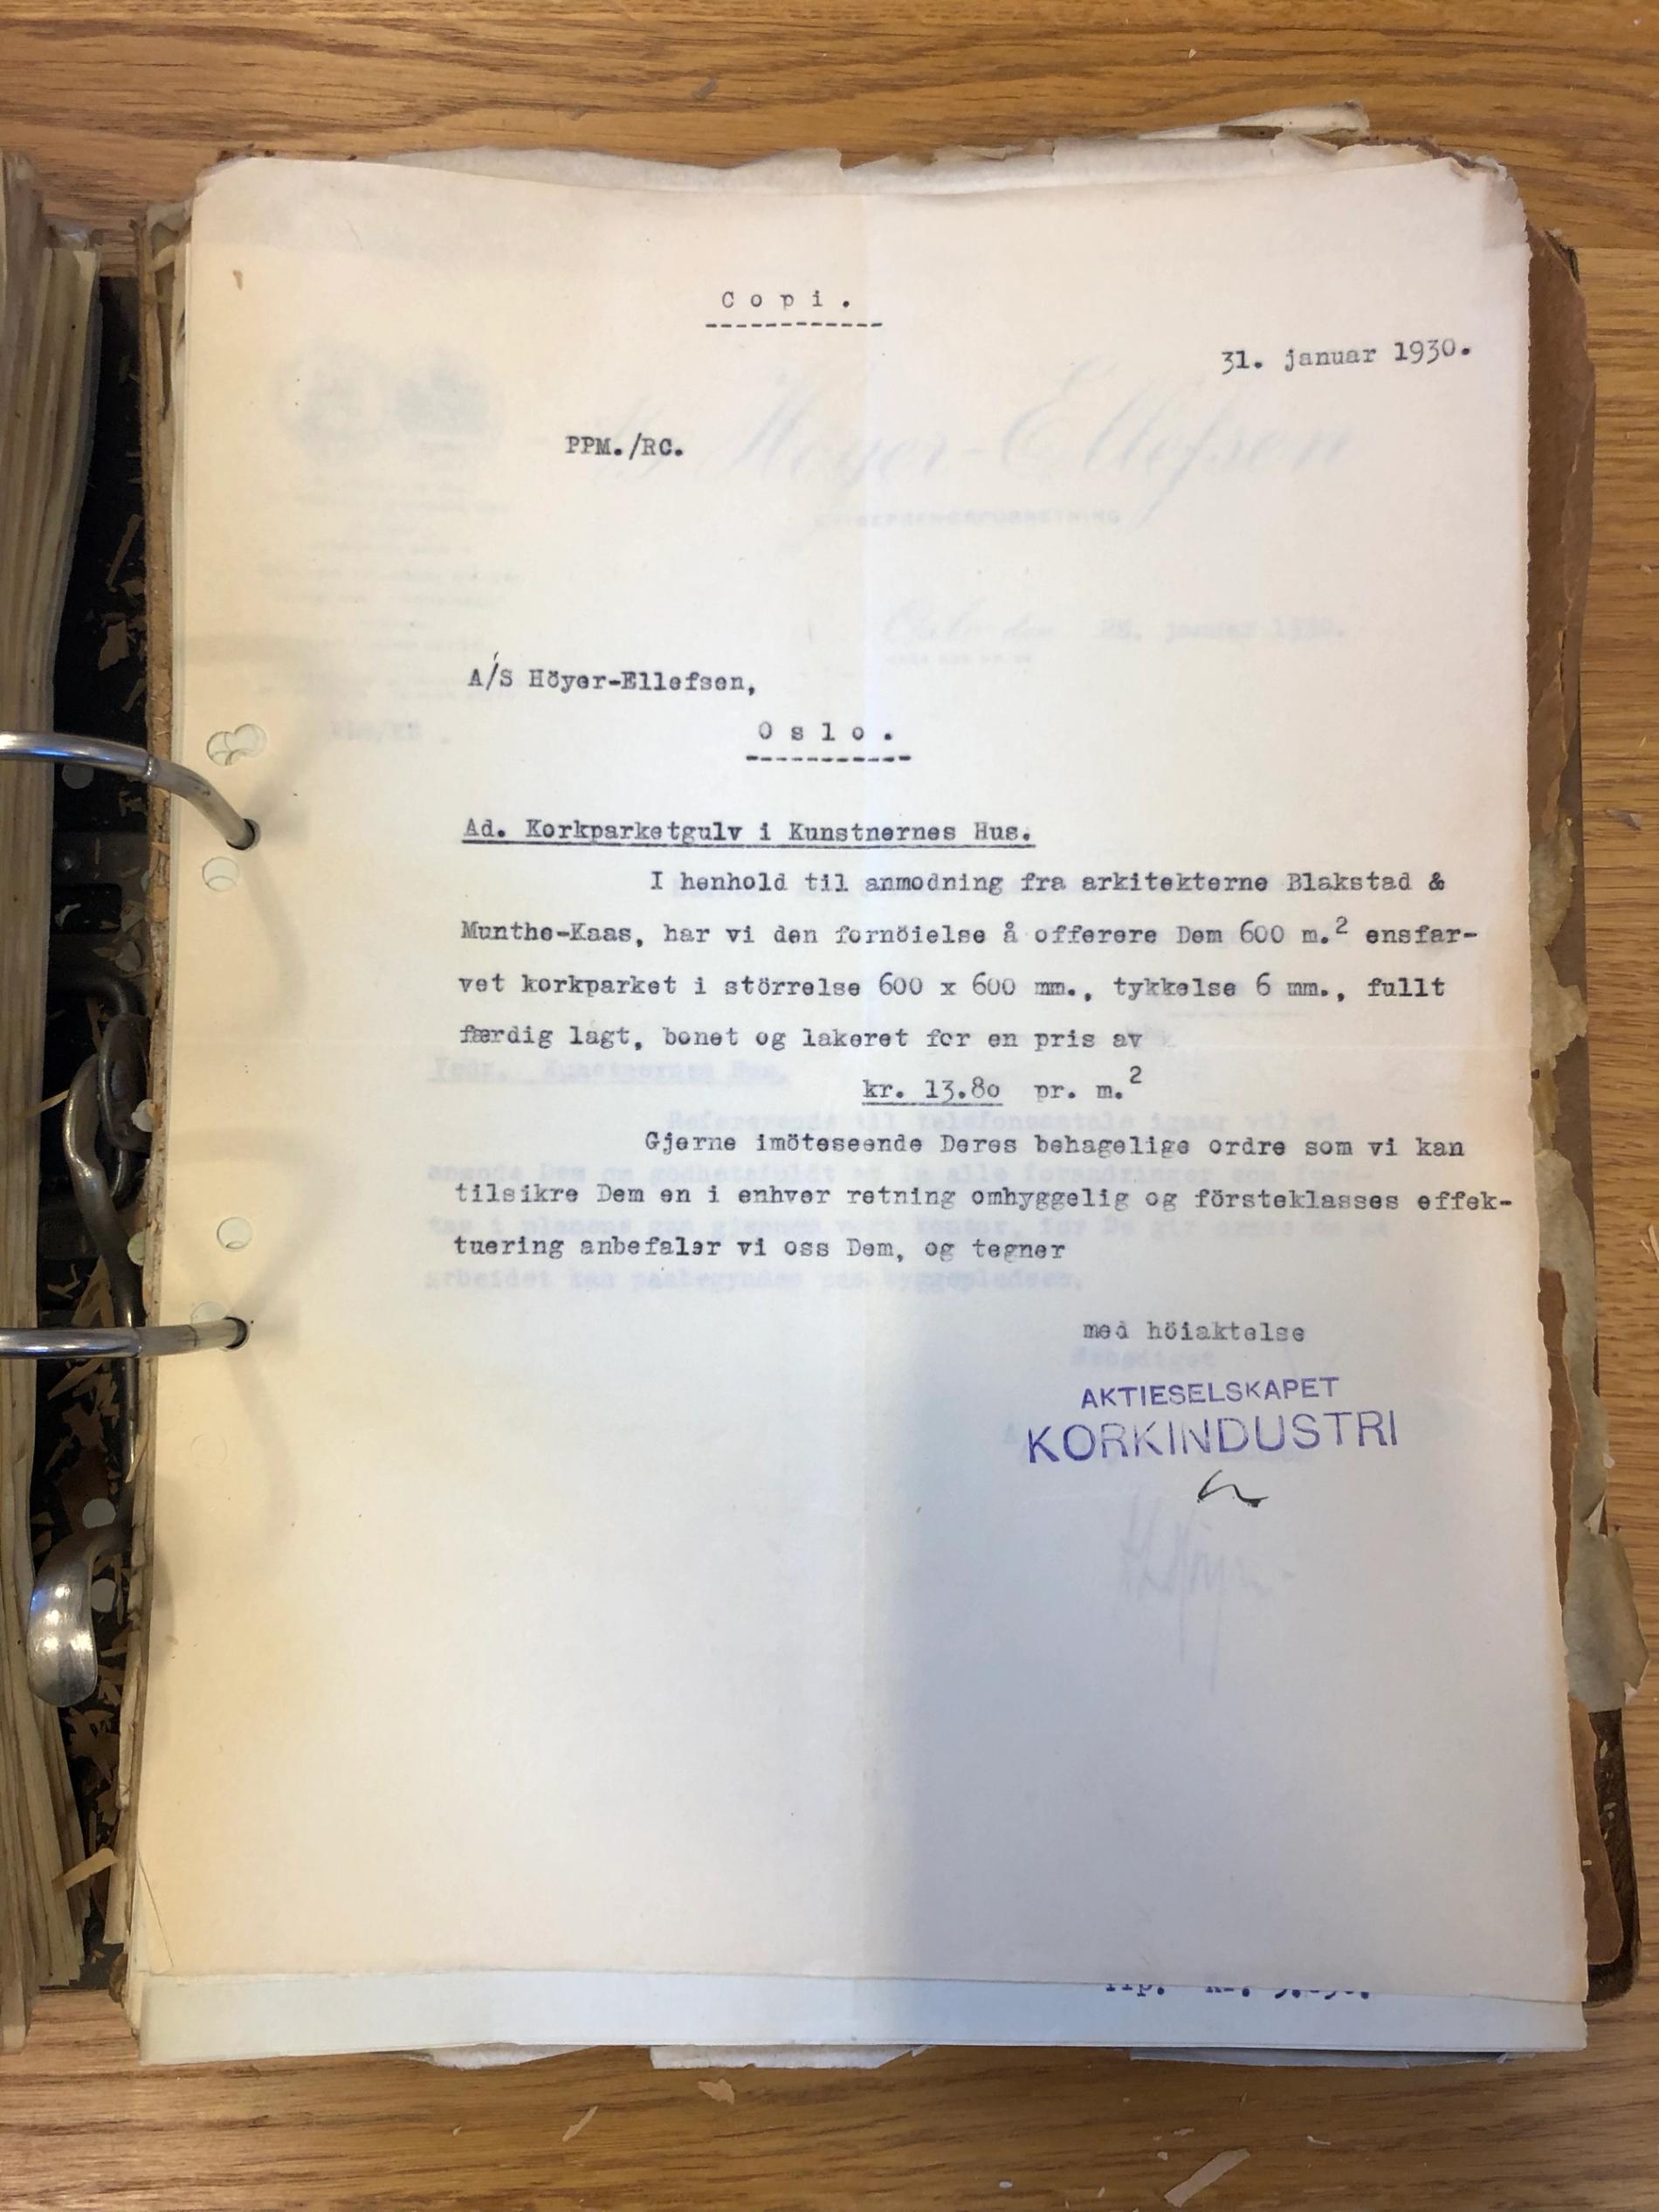 Copi.
31. januar 1930.
PPM./RC.
A/S Höyer-Ellefsen,
Oslo.
Ad. Korkparketgulv i Kunstnernes Hus.
I henhold til anmodning fra arkitekterne Blakstad &
Munthe-Kaas, har vi den fornöielse å offerere Dem 600 m.² ensfar-
vet korkparket i störrelse 600 x 600 mm., tykkelse 6 mm., fullt
færdig lagt, bonet og lakeret for en pris av
kr. 13.80 pr. m.²
Gjerne imöteseende Deres behagelige ordre som vi kan
tilsikre Dem en i enhver retning omhyggelig og försteklasses effek-
tuering anbefaler vi oss Dem, og tegner
med höiaktelse
AKTIESELSKAPET
KORKINDUSTRI